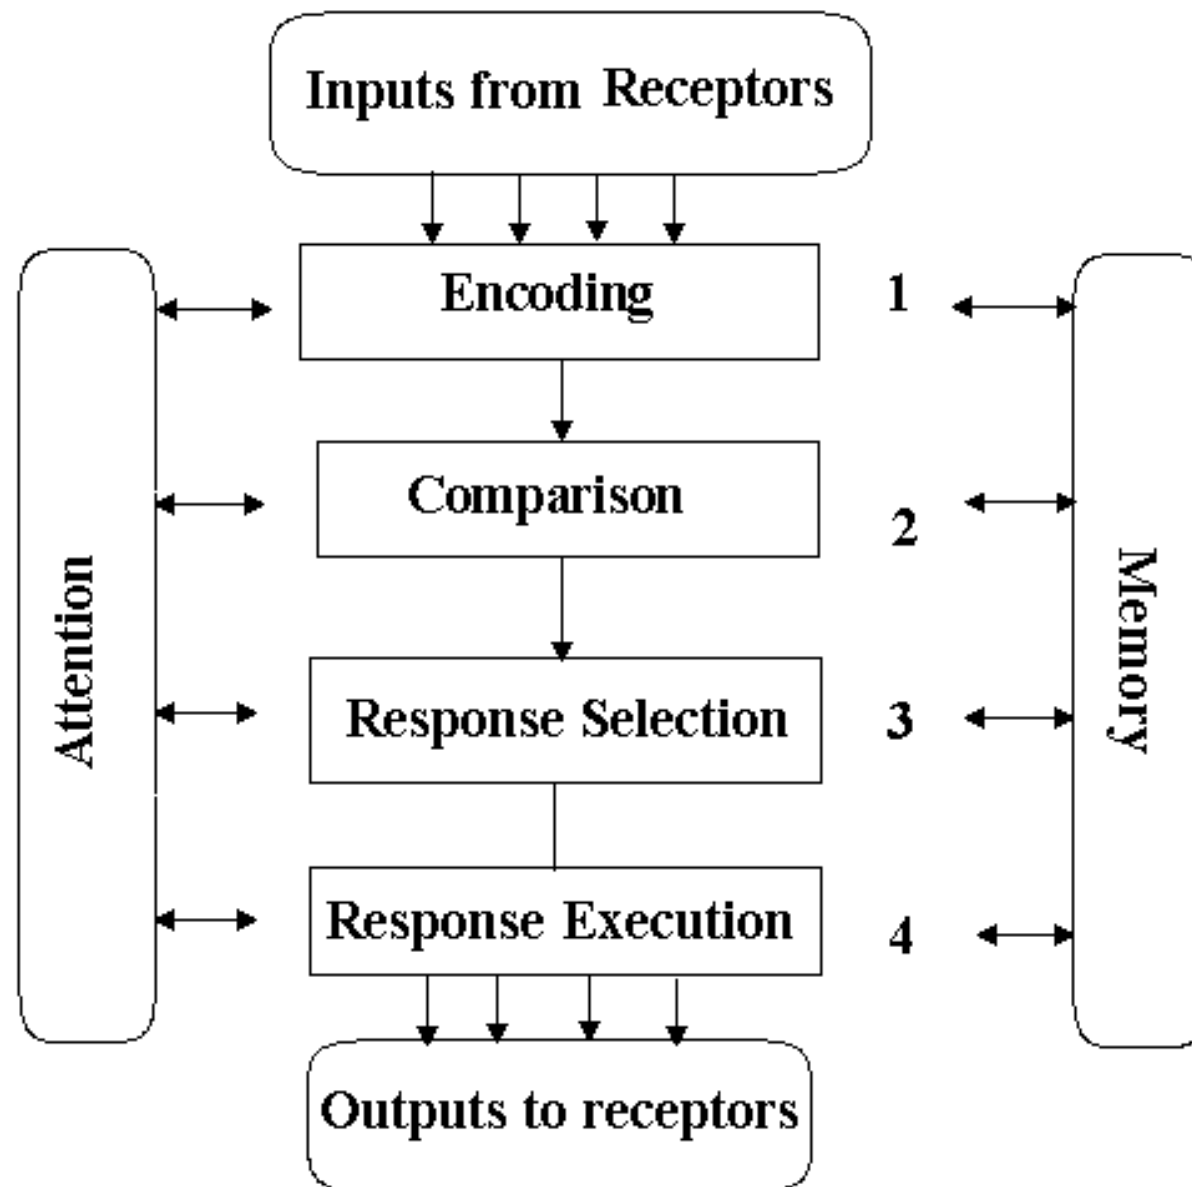 Inputs from Receptors
Encoding
1
Comparison
2
Attention
Memory
Response Selection
3
Response Execution
4
Outputs to receptors